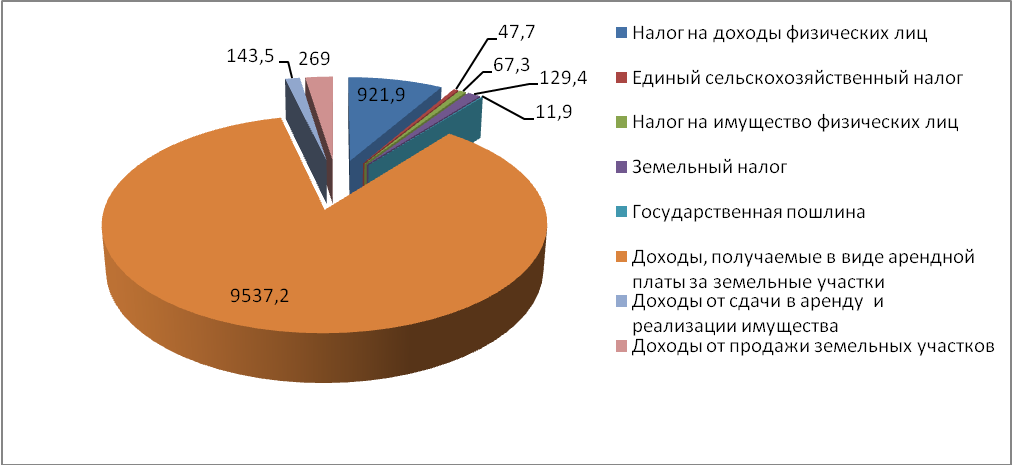 143,5
269
921,9
47,7
67,3
129,4
11,9
9537,2
Налог на доходы физических лиц
Единый сельскохозяйственный налог
Налог на имущество физических лиц
Земельный налог
Государственная пошлина
Доходы, получаемые в виде арендной
платы за земельные участки
Доходы от сдачи в аренду и
реализации имущества
Доходы от продажи земельных участков